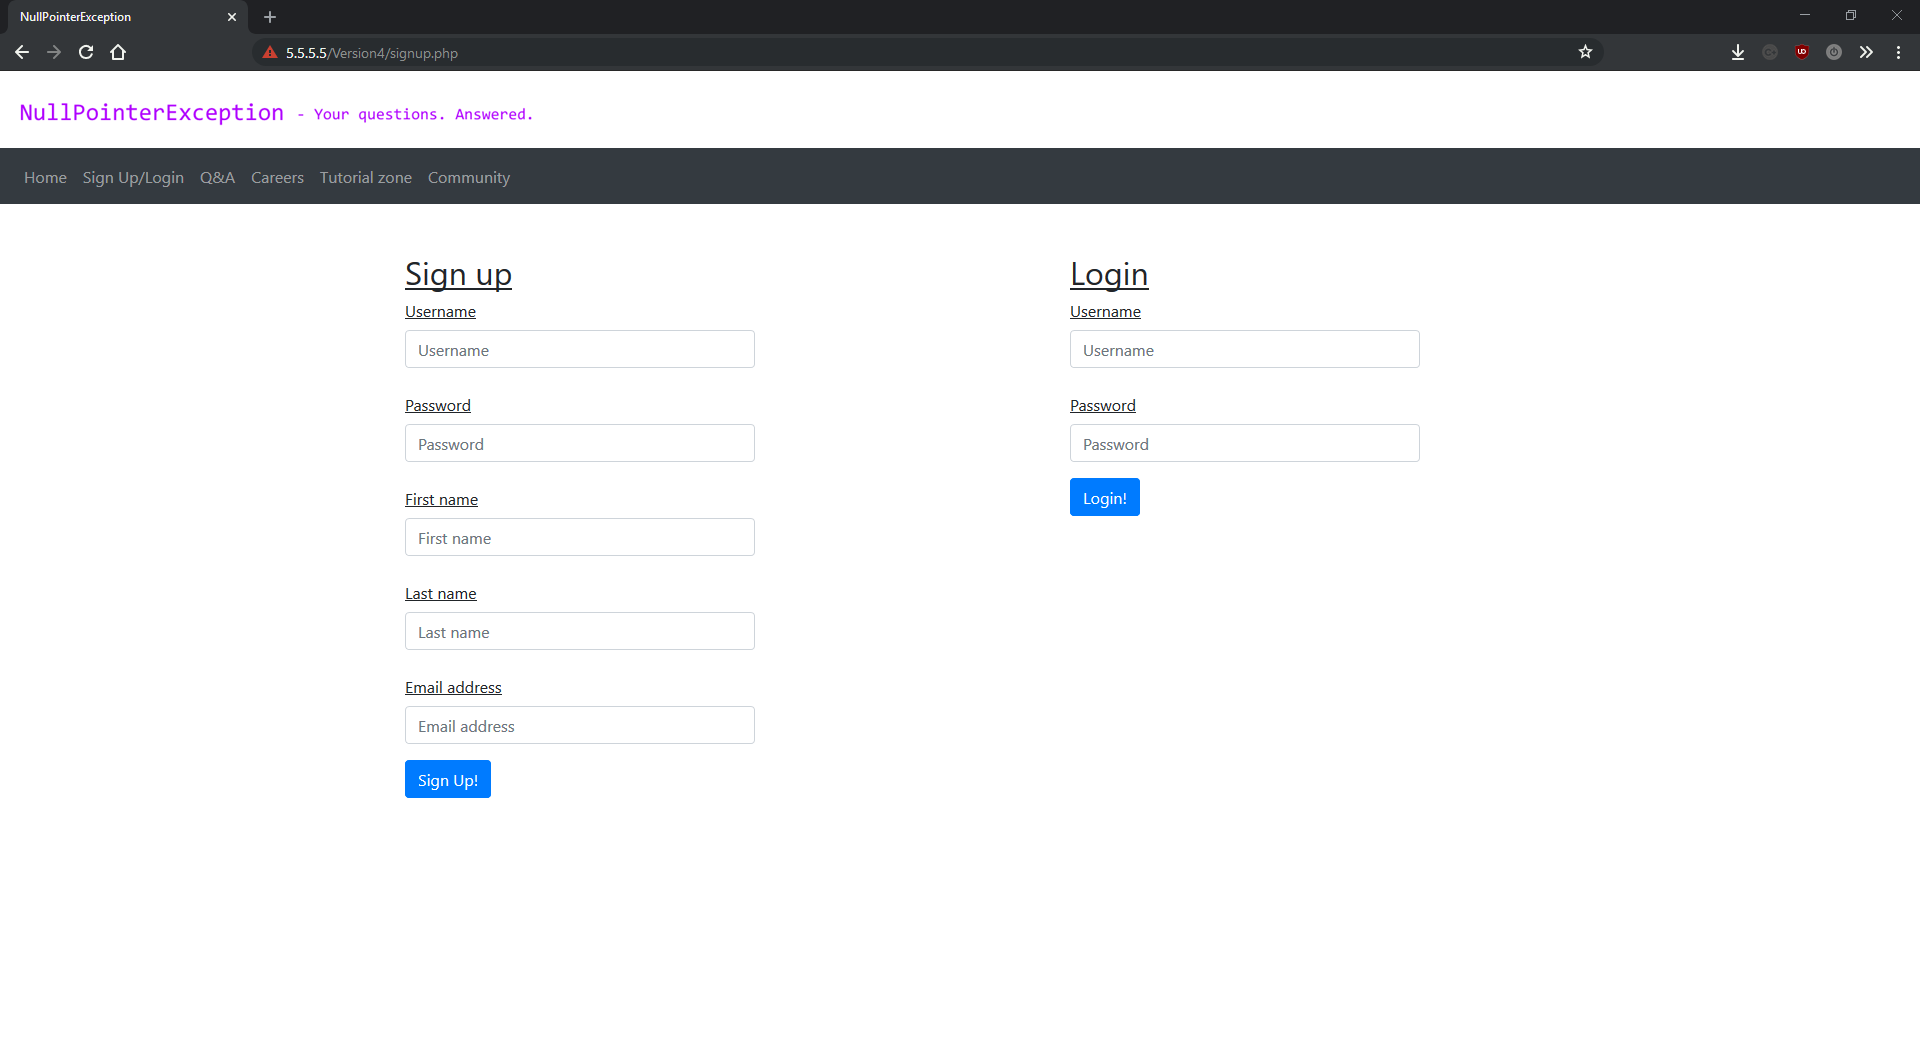 NullPointerException
5.5.5.5/Version4/signup.php
NullPointerException - Your questions. Answered.
Home Sign Up/Login Q&A Careers Tutorial zone Community
Sign up
Username
Username
Password
Password
First name
First name
Last name
Last name
Email address
Email address
Sign Up!
Login
Username
Username
Password
Password
Login!